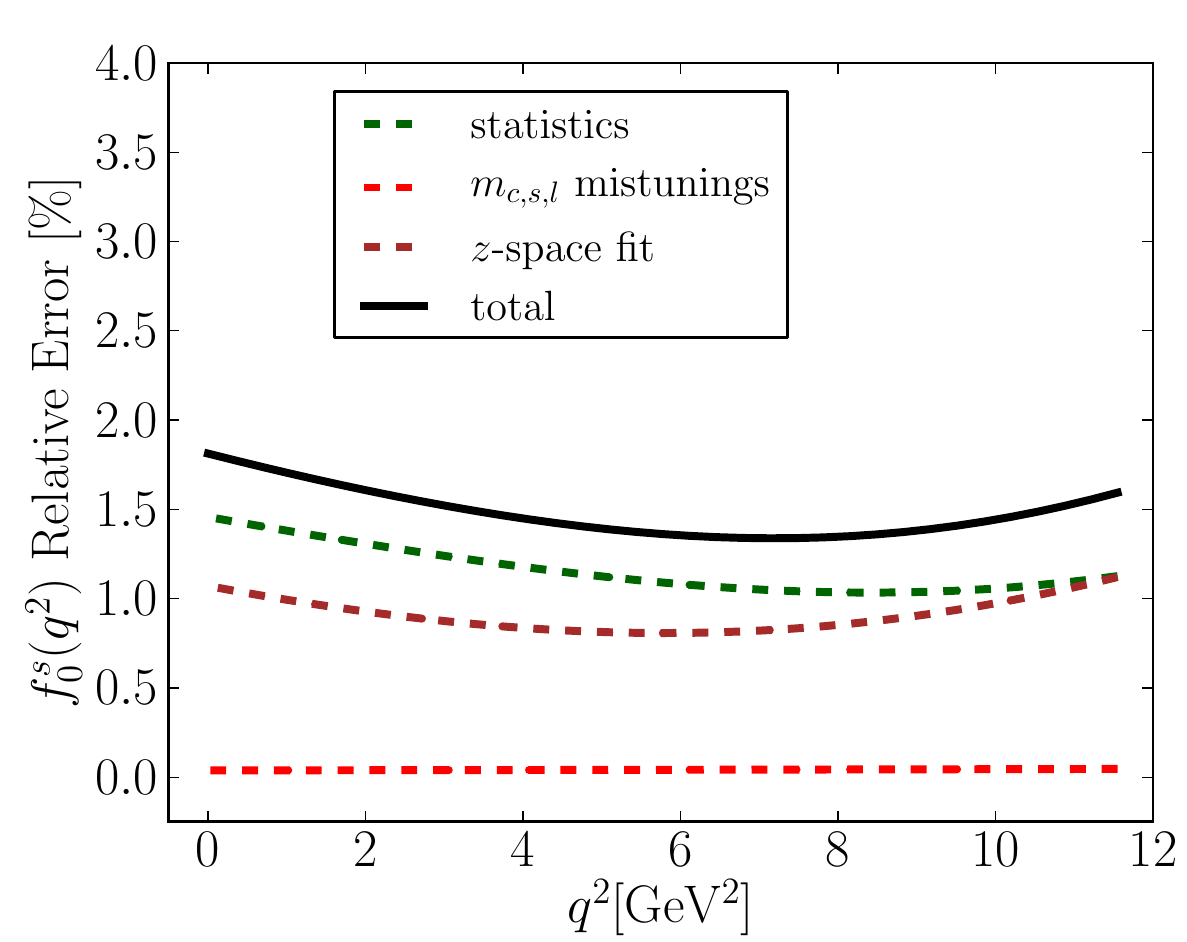 4.0
3.5
3.0
2.5
2.0
1.5
1.0
0.5
0.0
f_0^s(q^2) Relative Error [%]
statistics
m_{c,s,l} mistunings
z-space fit
total
0 2 4 6 8 10 12
q^2[GeV^2]